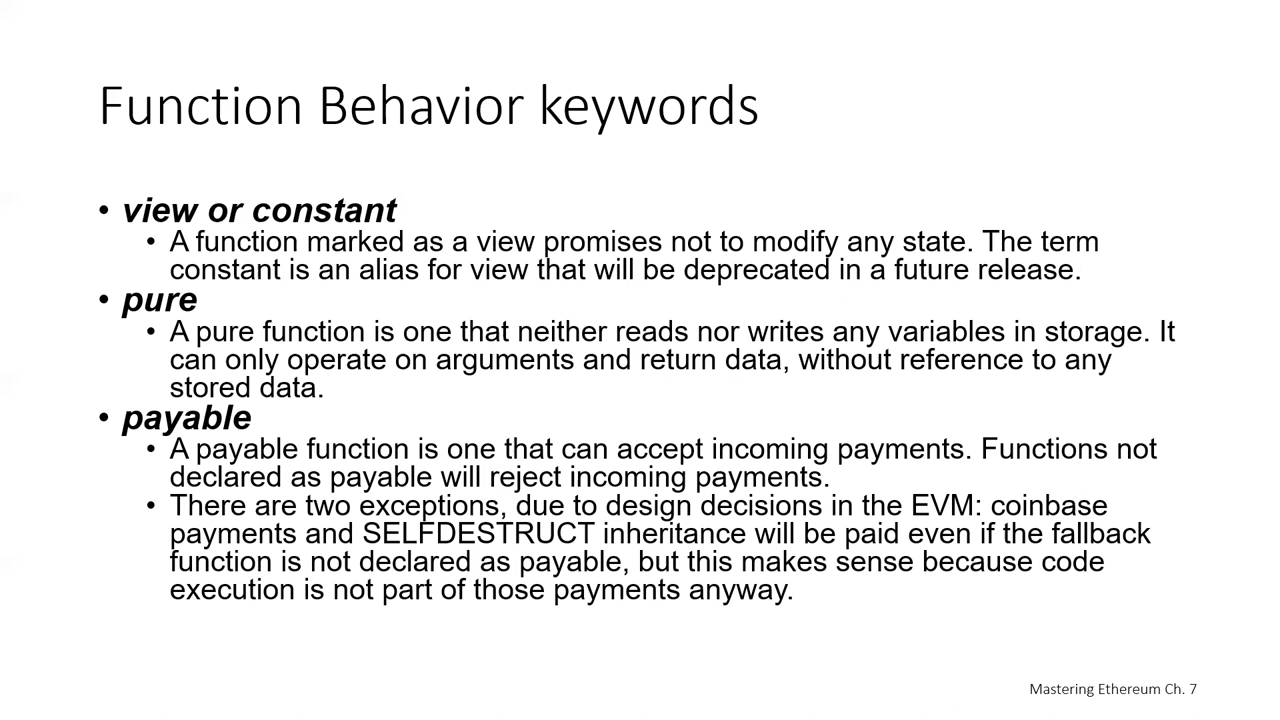 Function Behavior keywords
• view or constant
• A function marked as a view promises not to modify any state. The term
constant is an alias for view that will be deprecated in a future release.
• pure
• A pure function is one that neither reads nor writes any variables in storage. It
can only operate on arguments and return data, without reference to any
stored data.
• payable
• A payable function is one that can accept incoming payments. Functions not
declared as payable will reject incoming payments.
• There are two exceptions, due to design decisions in the EVM: coinbase
payments and SELFDESTRUCT inheritance will be paid even if the fallback
function is not declared as payable, but this makes sense because code
execution is not part of those payments anyway.
Mastering Ethereum Ch. 7